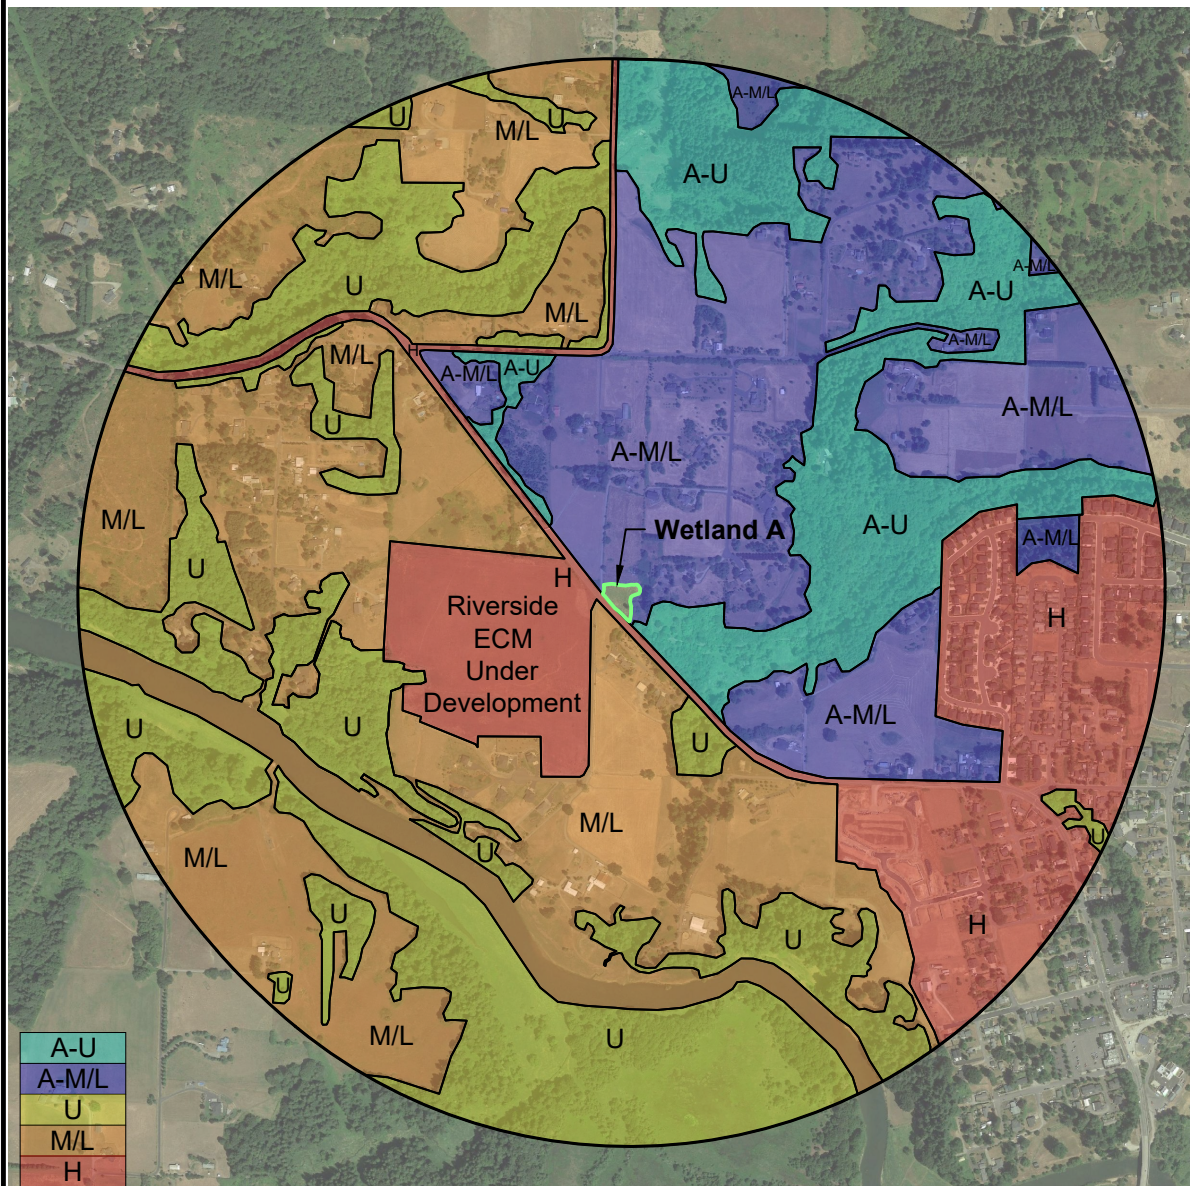 A-M/L
U
U
M/L
A-U
A-M/L
M/L
U
A-U
M/L
H
A-M/L
M/L
A-M/L
A-U
A-M/L
U
A-M/L
M/L
A-U
Wetland A
A-M/L
U
H
Riverside
ECM
Under
Development
H
U
U
A-M/L
U
M/L
U
M/L
U
U
U
H
U
U
M/L
U
A-U
A-M/L
U
M/L
H